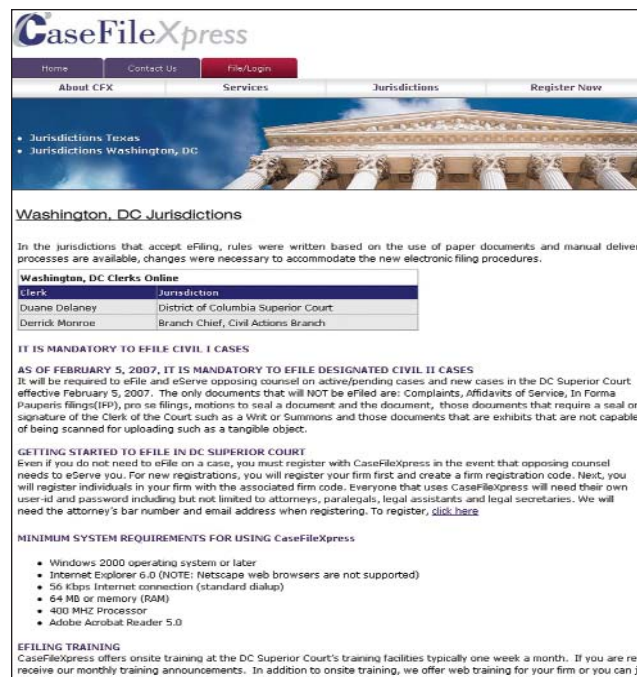 CaseFileXpress
Home Contact Us File/Login
About CFX Services Jurisdictions Register Now
• Jurisdictions Texas
• Jurisdictions Washington, DC
Washington, DC Jurisdictions
In the jurisdictions that accept eFiling, rules were written based on the use of paper documents and manual deliver
processes are available, changes were necessary to accommodate the new electronic filing procedures.
Washington, DC Clerks Online
Clerk Jurisdiction
Duane Delaney District of Columbia Superior Court
Derrick Monroe Branch Chief, Civil Actions Branch
IT IS MANDATORY TO EFILE CIVIL I CASES
AS OF FEBRUARY 5, 2007, IT IS MANDATORY TO EFILE DESIGNATED CIVIL II CASES
It will be required to eFile and eServe opposing counsel on active/pending cases and new cases in the DC Superior Court
effective February 5, 2007. The only documents that will NOT be eFiled are: Complaints, Affidavits of Service, In Forma
Pauperis filings(IFP), pro se filings, motions to seal a document and the document, those documents that require a seal or
signature of the Clerk of the Court such as a Writ or Summons and those documents that are exhibits that are not capable
of being scanned for uploading such as a tangible object.
GETTING STARTED TO EFILE IN DC SUPERIOR COURT
Even if you do not need to eFile on a case, you must register with CaseFileXpress in the event that opposing counsel
needs to eServe you. For new registrations, you will register your firm first and create a firm registration code. Next, you
will register individuals in your firm with the associated firm code. Everyone that uses CaseFileXpress will need their own
user-id and password including but not limited to attorneys, paralegals, legal assistants and legal secretaries. We will
need the attorney's bar number and email address when registering. To register, click here
MINIMUM SYSTEM REQUIREMENTS FOR USING CaseFileXpress
• Windows 2000 operating system or later
• Internet Explorer 6.0 (NOTE: Netscape web browsers are not supported)
• 56 Kbps Internet connection (standard dialup)
• 64 MB or memory (RAM)
• 400 MHZ Processor
• Adobe Acrobat Reader 5.0
EFILING TRAINING
CaseFileXpress offers onsite training at the DC Superior Court's training facilities typically one week a month. If you are re
receive our monthly training announcements. In addition to onsite training, we offer web training for your firm or you can j